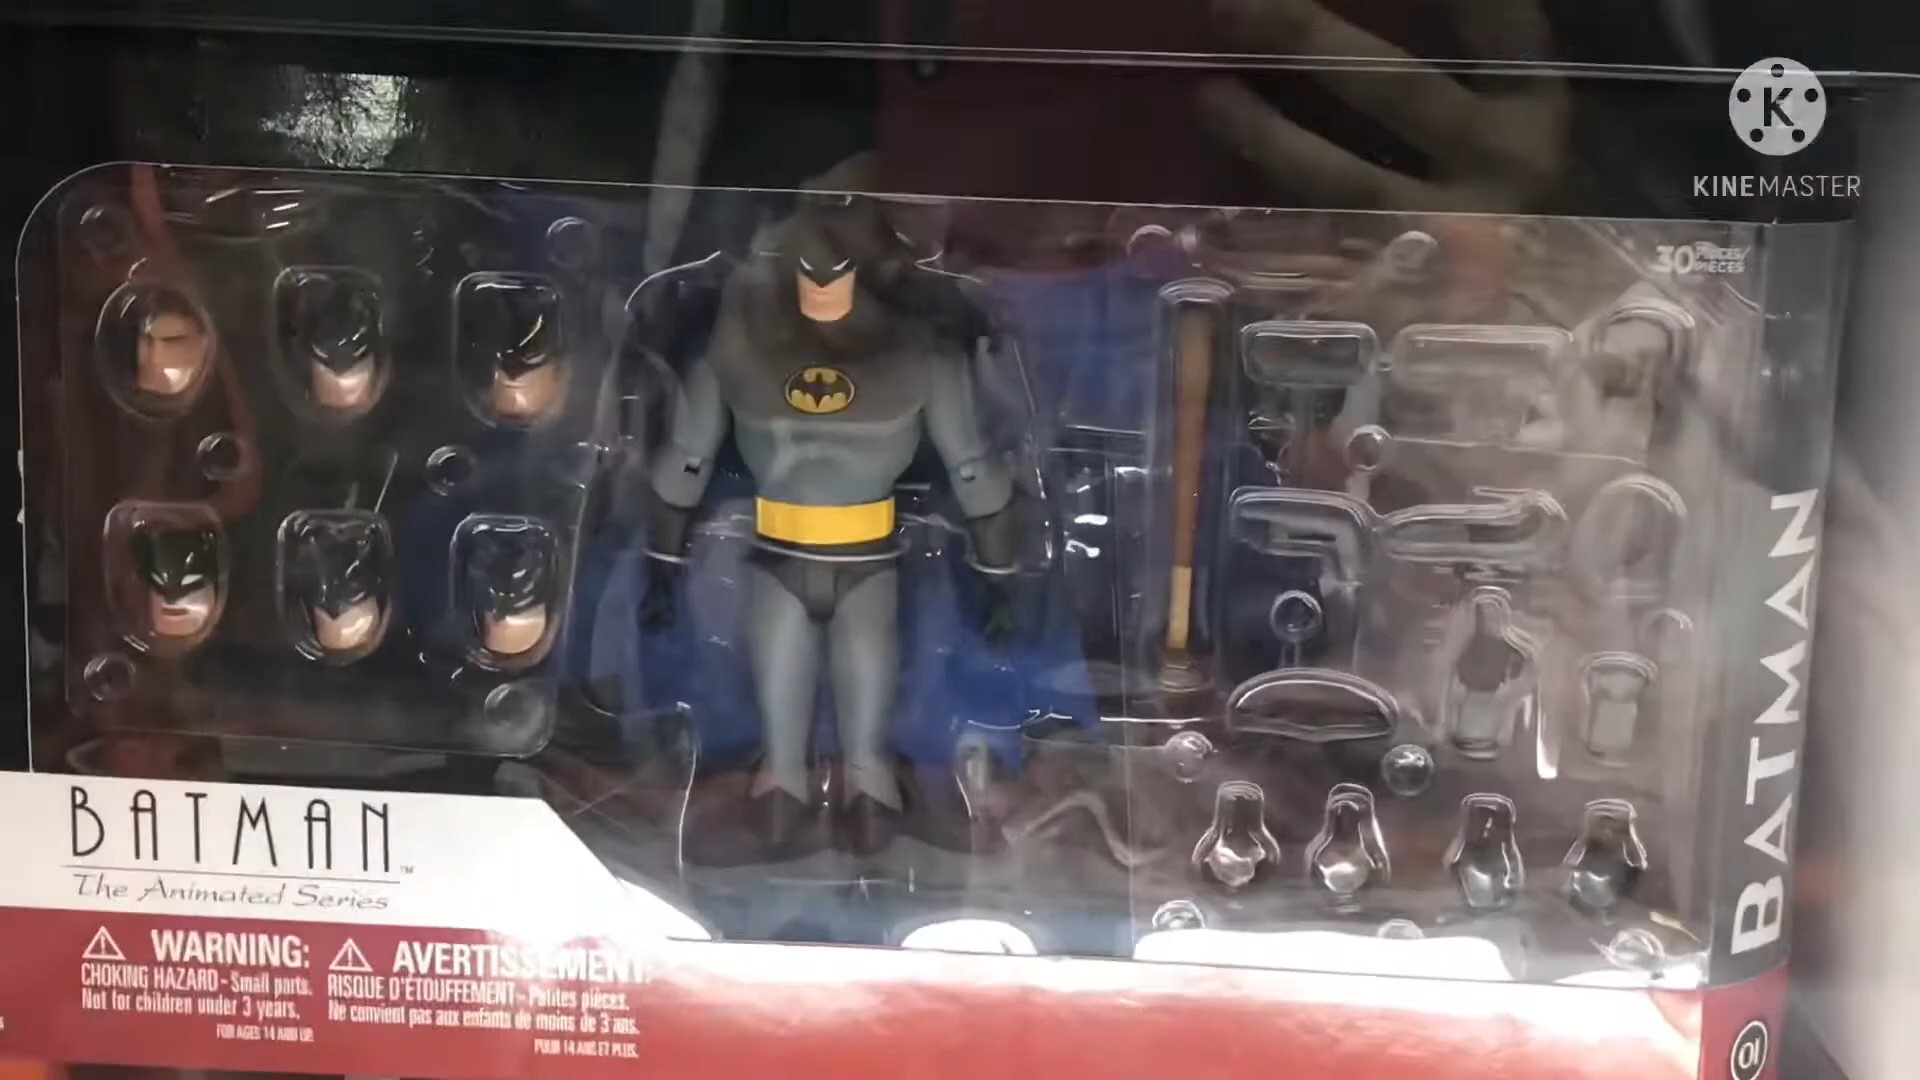 K
KINEMASTER
30 PIECES/
PIECES
BATMAN
BATMAN™
The Animated Series
WARNING:
CHOKING HAZARD - Small parts.
Not for children under 3 years.
FOR AGES 14 AND UP.
AVERTISSEMENT:
RISQUE D'ÉTOUFFEMENT - Petites pièces.
Ne convient pas aux enfants de moins de 3 ans.
POUR 14 ANS ET PLUS.
01